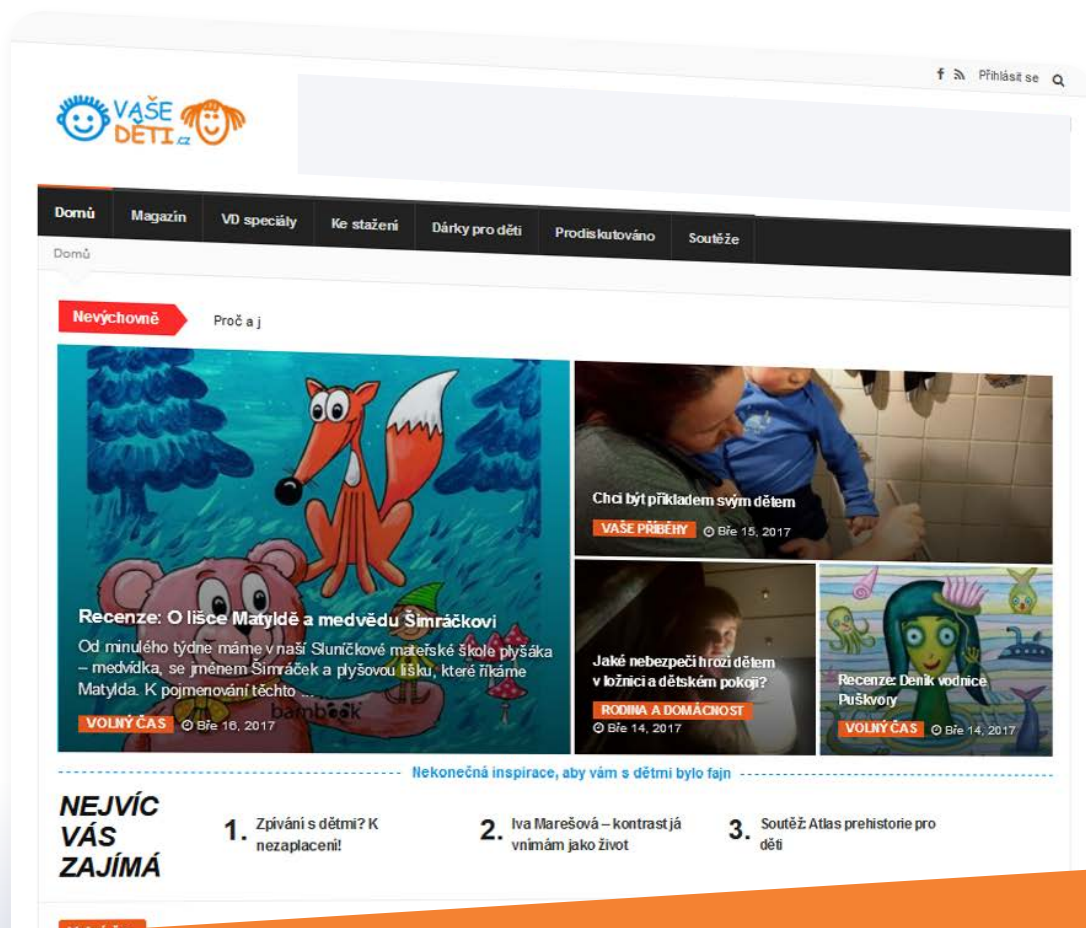 Přihlásit se
VAŠE
DĚTI.cz
Domů
Magazín
VD speciály
Ke stažení
Dárky pro děti
Prodiskutováno
Soutěže
Domů
Nevýchovně
Proč a j
Recenze: O lišce Matyldě a medvědu Šimráčkovi
Od minulého týdne máme v naší Sluníčkové mateřské škole plyšáka
– medvídka, se jménem Šimráček a plyšovou lišku, které říkáme
Matylda. K pojmenování těchto ...
bambook
VOLNÝ ČAS
Bře 16, 2017
Chci být příkladem svým dětem
VAŠE PŘÍBĚHY
Bře 15, 2017
Jaké nebezpečí hrozí dětem
v ložnici a dětském pokoji?
RODINA A DOMÁCNOST
Bře 14, 2017
Recenze: Deník vodnice
Puškvory
VOLNÝ ČAS
Bře 14, 2017
Nekonečná inspirace, aby vám s dětmi bylo fajn
NEJVÍC
VÁS
ZAJÍMÁ
1. Zpívání s dětmi? K
nezaplacení!
2. Iva Marešová – kontrast já
vnímám jako život
3. Soutěž: Atlas prehistorie pro
děti